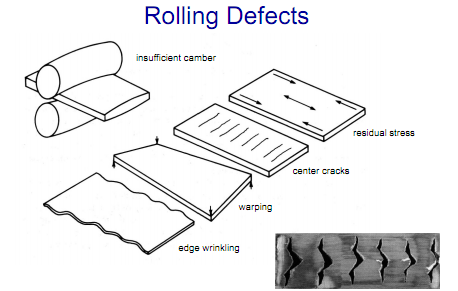 Rolling Defects
insufficient camber
residual stress
center cracks
warping
edge wrinkling